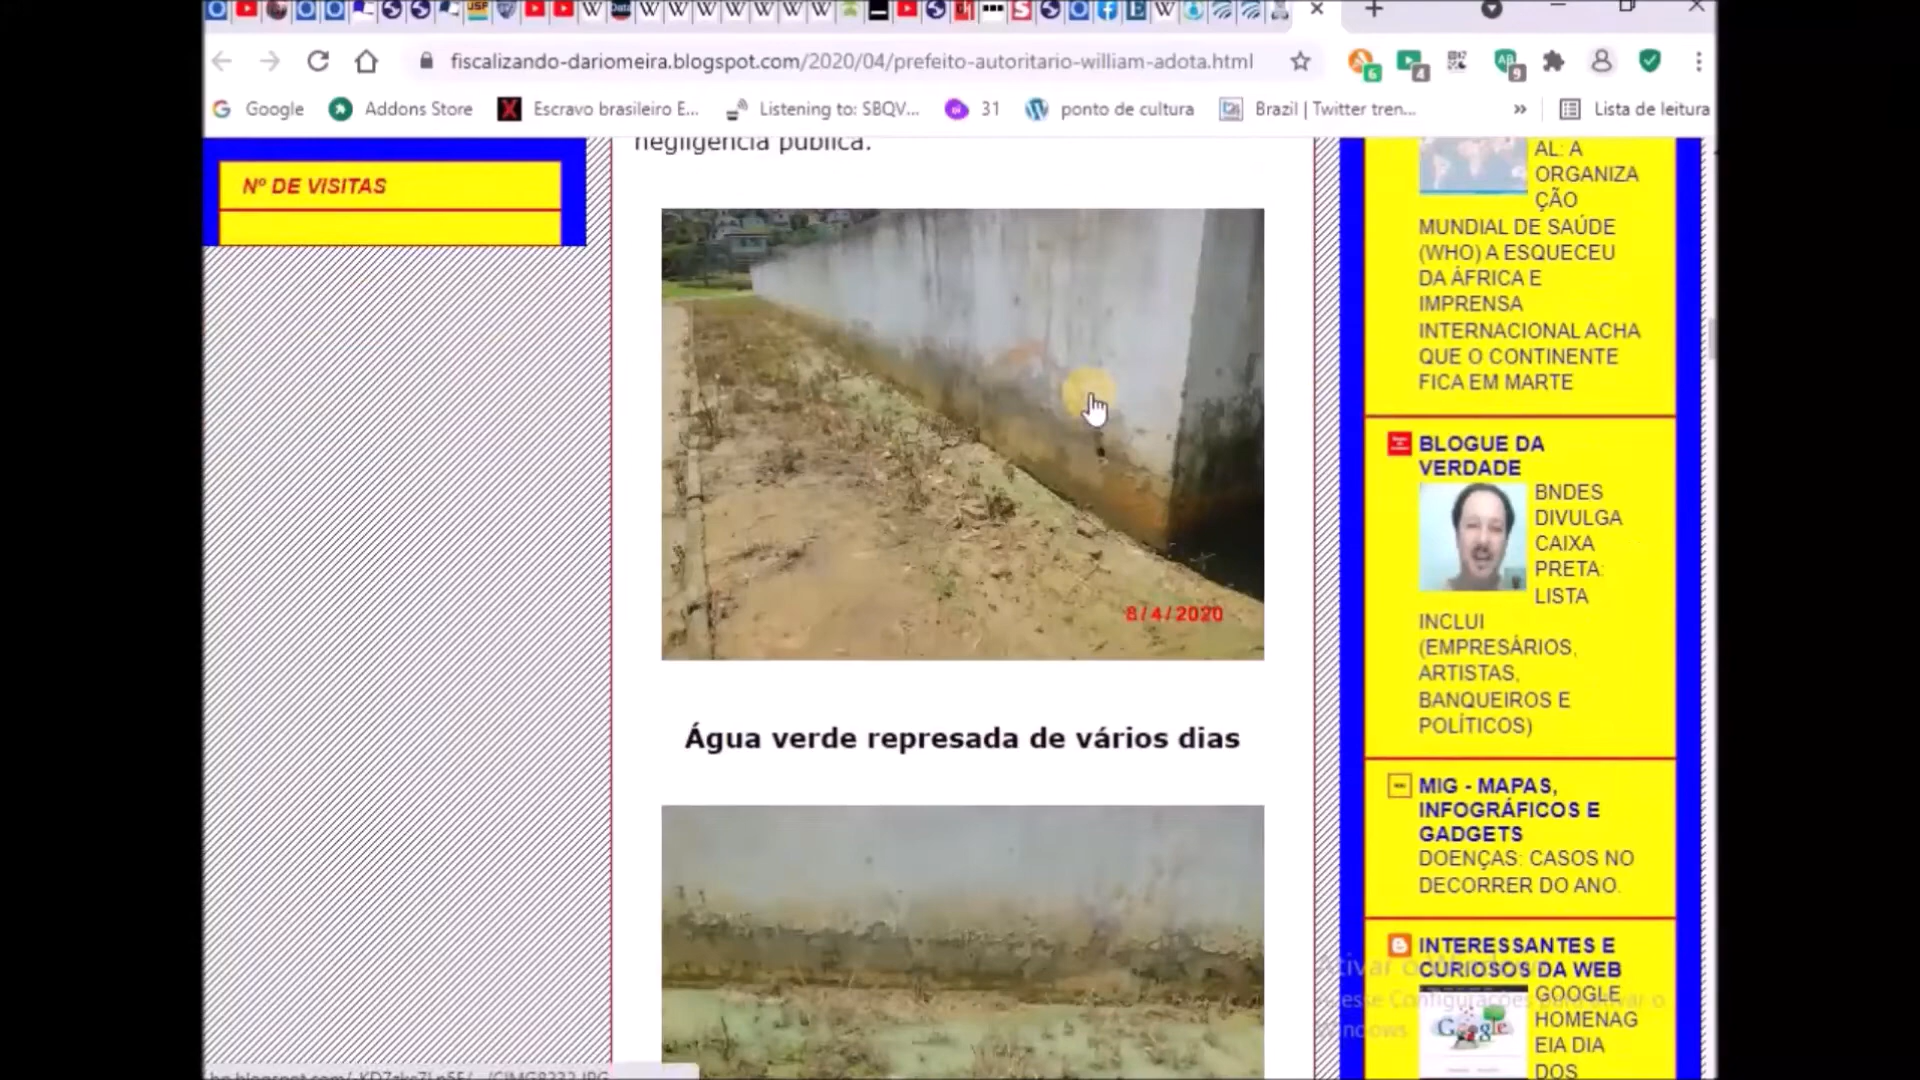 fiscalizando-dariomeira.blogspot.com/2020/04/prefeito-autoritario-william-adota.html
6
4
9
Google
Addons Store
Escravo brasileiro E...
Listening to: SBQV...
31
ponto de cultura
Brazil | Twitter tren...
»
Lista de leitura
Nº DE VISITAS
negligência pública.
8/4/2020
Água verde represada de vários dias
AL: A
ORGANIZA
ÇÃO
MUNDIAL DE SAÚDE
(WHO) A ESQUECEU
DA ÁFRICA E
IMPRENSA
INTERNACIONAL ACHA
QUE O CONTINENTE
FICA EM MARTE
BLOGUE DA
VERDADE
BNDES
DIVULGA
CAIXA
PRETA:
LISTA
INCLUI
(EMPRESÁRIOS,
ARTISTAS,
BANQUEIROS E
POLÍTICOS)
MIG - MAPAS,
INFOGRÁFICOS E
GADGETS
DOENÇAS: CASOS NO
DECORRER DO ANO.
INTERESSANTES E
CURIOSOS DA WEB
GOOGLE
HOMENAG
EIA DIA
DOS
Google